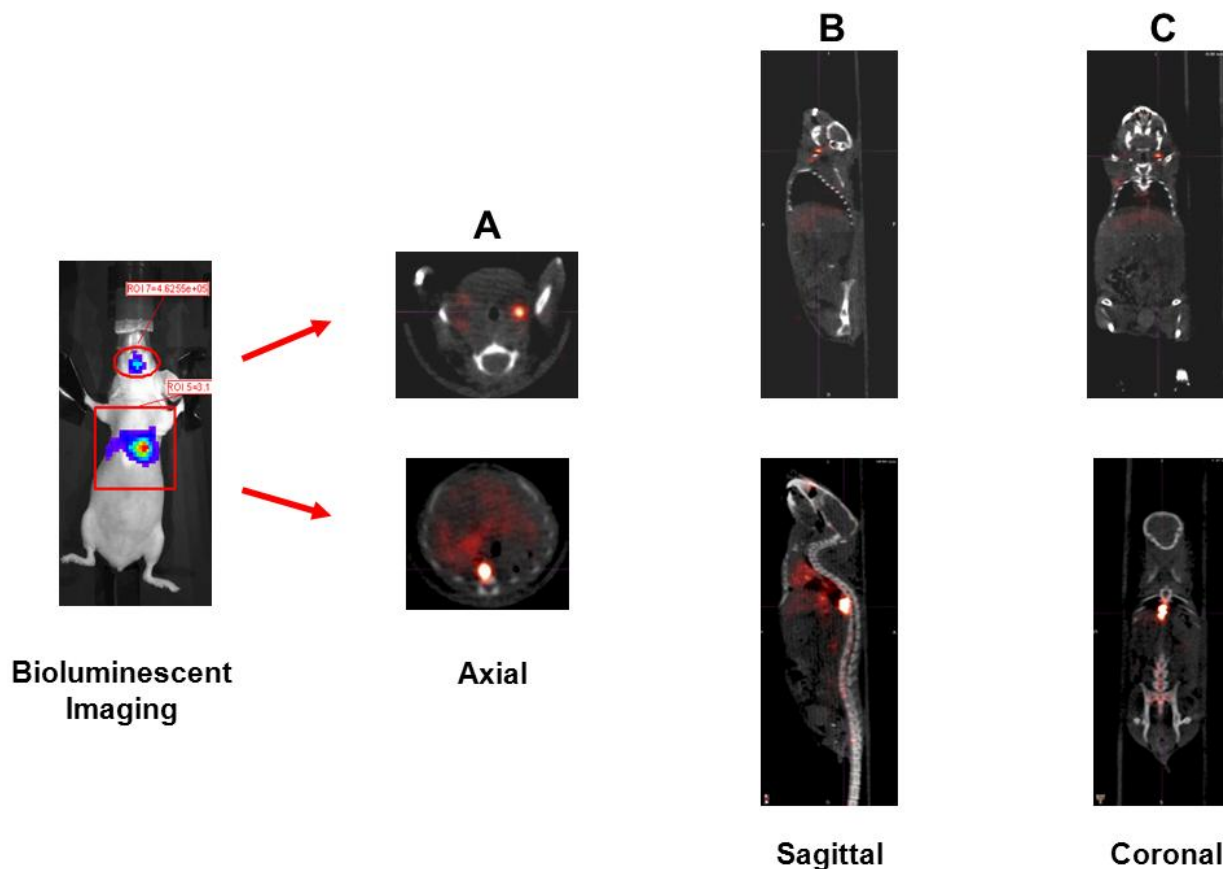 B
C
A
ROI 7=4.6255e+05
ROI 5=3.1
Bioluminescent
Imaging
Axial
Sagittal
Coronal